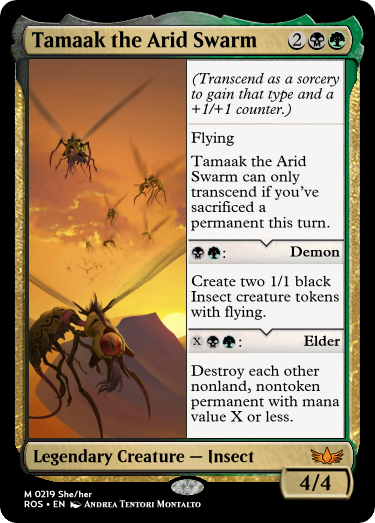 Tamaak the Arid Swarm 2
(Transcend as a sorcery
to gain that type and a
+1/+1 counter.)
Flying
Tamaak the Arid
Swarm can only
transcend if you've
sacrificed a
permanent this turn.
: Demon
Create two 1/1 black
Insect creature tokens
with flying.
X : Elder
Destroy each other
nonland, nontoken
permanent with mana
value X or less.
Legendary Creature — Insect
4/4
M 0219 She/her
ROS • EN Andrea Tentori Montalto